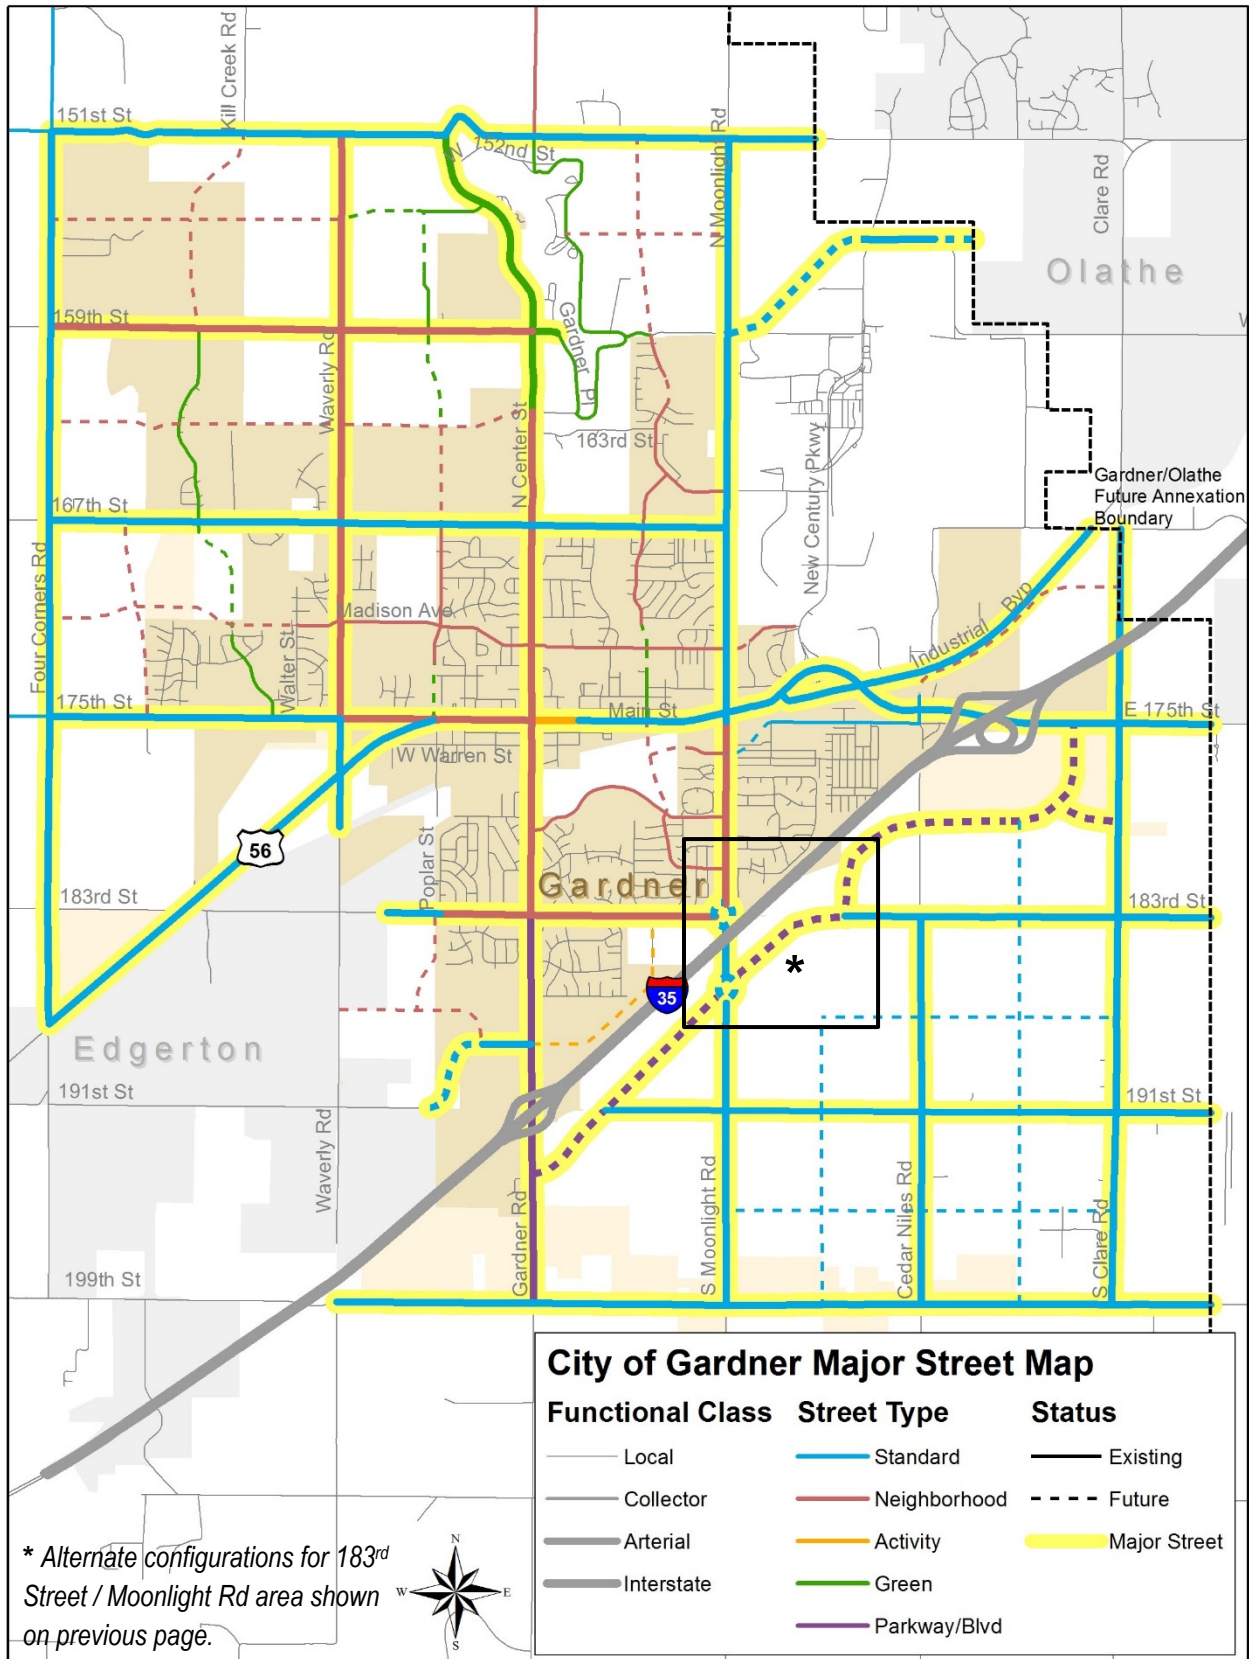 Kill Creek Rd
151st St
W 152nd St
N Moonlight Rd
Clare Rd
Olathe
159th St
Waverly Rd
Gardner Pl
W
N Center St
163rd St
New Century Pkwy
Gardner/Olathe
Future Annexation
Boundary
167th St
Four Corners Rd
Madison Ave
Industrial Byp
Walter St
175th St
Main St
E 175th St
W Warren St
56
Poplar St
Gardner
183rd St
183rd St
*
35
Edgerton
191st St
191st St
Waverly Rd
Gardner Rd
S Moonlight Rd
Cedar Niles Rd
S Clare Rd
199th St
City of Gardner Major Street Map
Functional Class Street Type Status
Local Standard Existing
Collector Neighborhood Future
Arterial Activity Major Street
Interstate Green
Parkway/Blvd
* Alternate configurations for 183rd
Street / Moonlight Rd area shown
on previous page.
N
W E
S